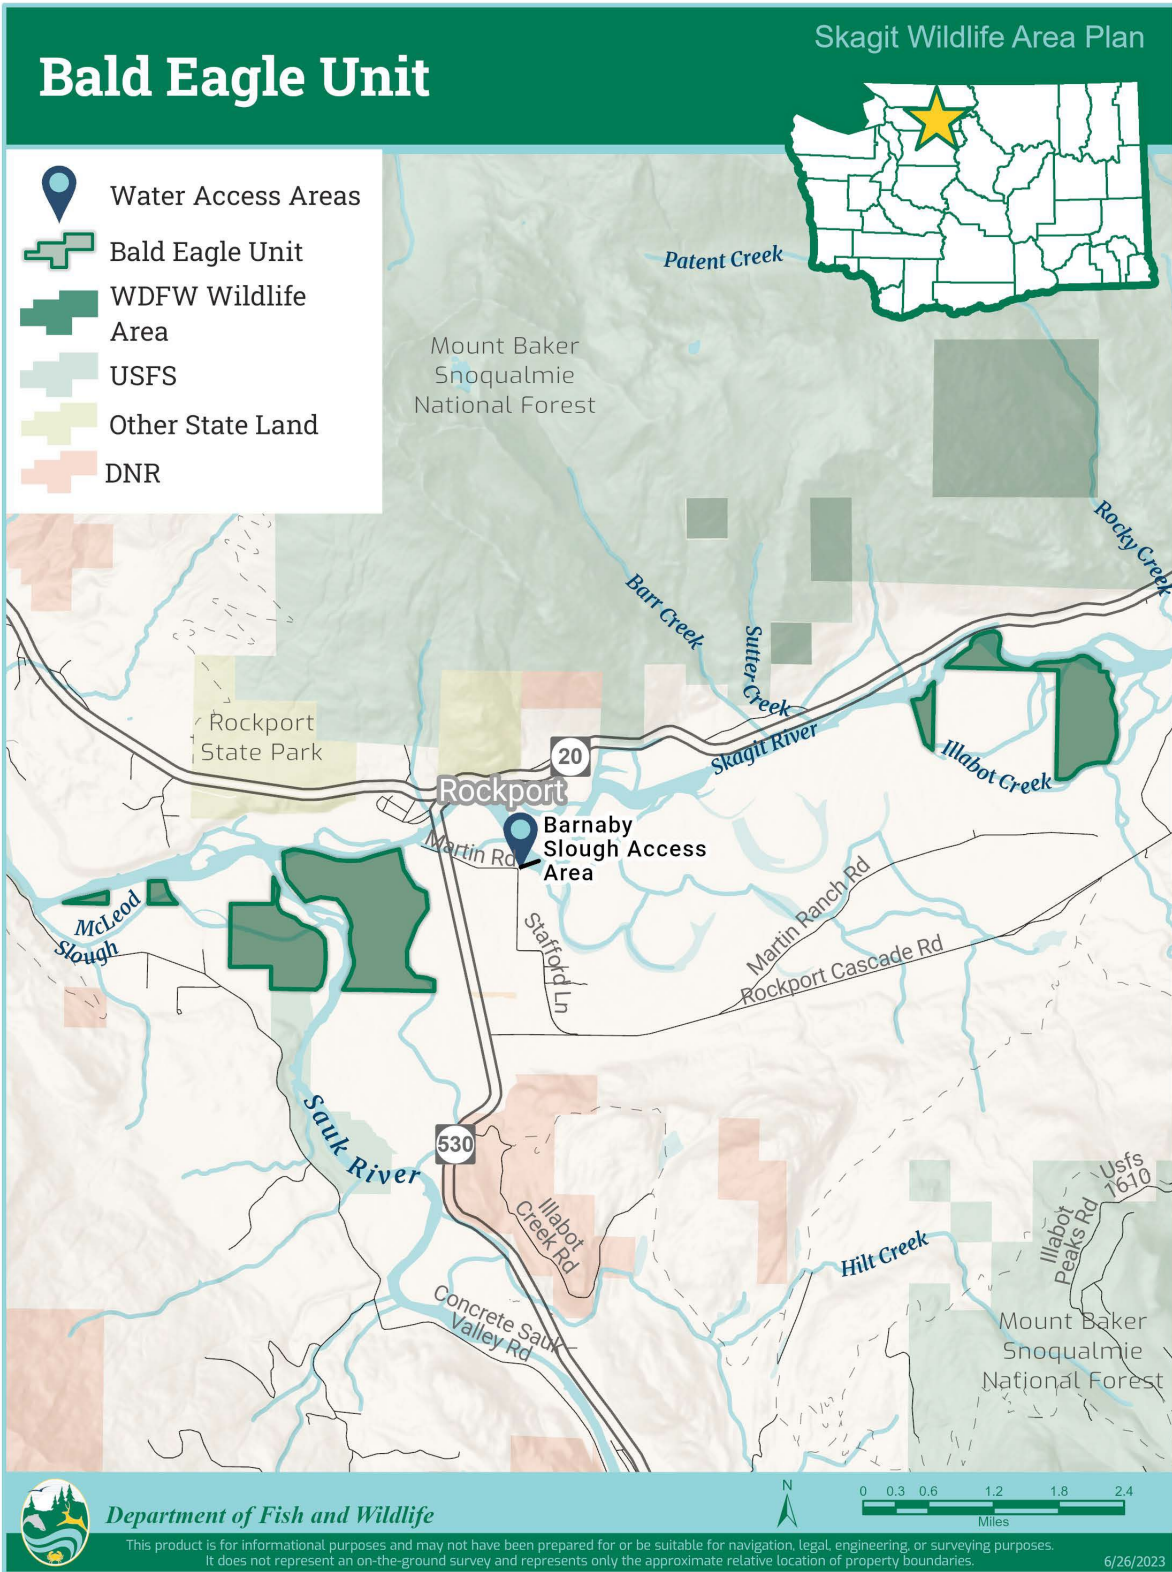 Skagit Wildlife Area Plan
Bald Eagle Unit
Water Access Areas
Bald Eagle Unit
WDFW Wildlife
Area
USFS
Other State Land
DNR
Patent Creek
Mount Baker
Snoqualmie
National Forest
Rocky Creek
Barr Creek
Sutter
Creek
Rockport
State Park
20
Skagit River
Illabot Creek
Rockport
Barnaby
Slough Access
Area
Martin Rd
McLeod
Slough
Stafford Ln
Martin Ranch Rd
Rockport Cascade Rd
Sauk River
530
Illabot
Creek Rd
Usfs
1610
Illabot
Peaks Rd
Hilt Creek
Concrete Sauk
Valley Rd
Mount Baker
Snoqualmie
National Forest
Department of Fish and Wildlife
N
0 0.3 0.6 1.2 1.8 2.4
Miles
This product is for informational purposes and may not have been prepared for or be suitable for navigation, legal, engineering, or surveying purposes.
It does not represent an on-the-ground survey and represents only the approximate relative location of property boundaries.
6/26/2023